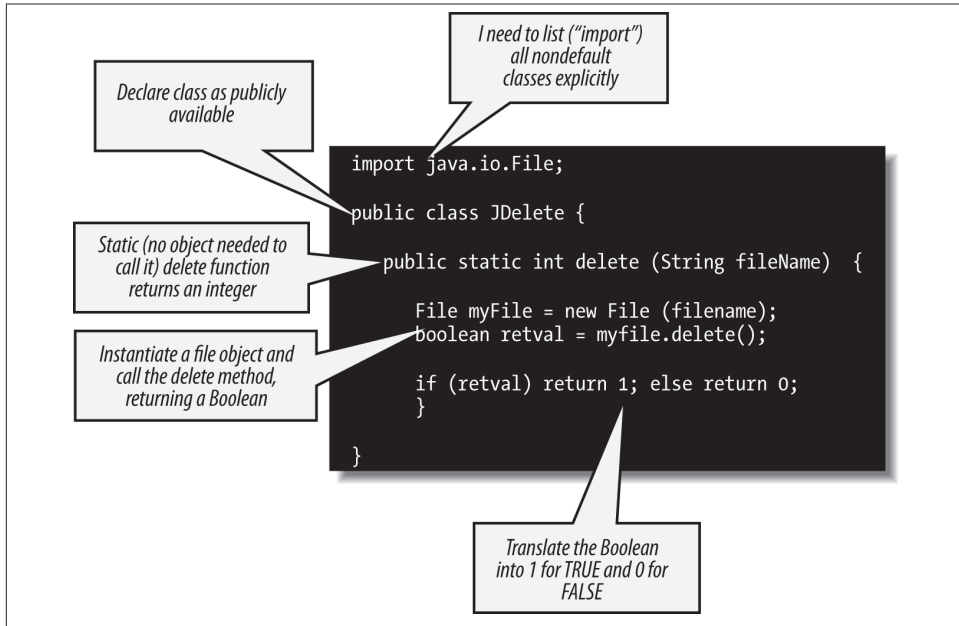 I need to list (“import”)
all nondefault
classes explicitly
Declare class as publicly
available
import java.io.File;
public class JDelete {
Static (no object needed to
call it) delete function
returns an integer
public static int delete (String fileName)  {
File myFile = new File (filename);
boolean retval = myfile.delete();
Instantiate a file object and
call the delete method,
returning a Boolean
if (retval) return 1; else return 0;
}
}
Translate the Boolean
into 1 for TRUE and 0 for
FALSE